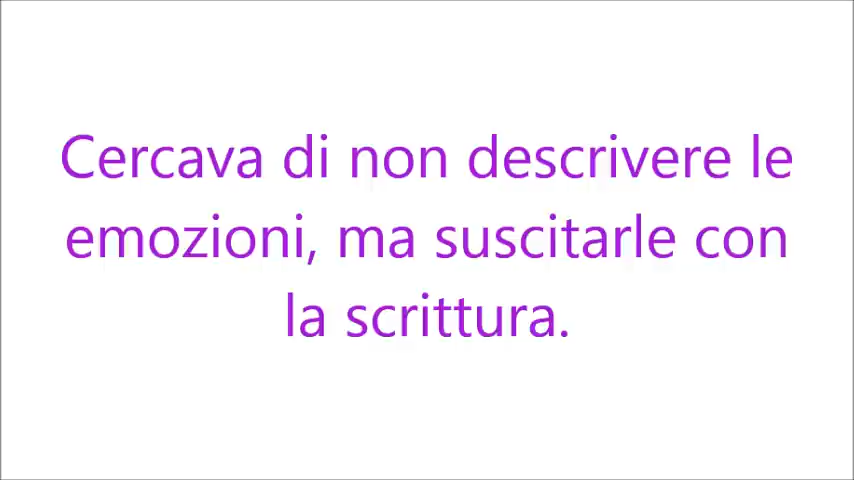 Cercava di non descrivere le
emozioni, ma suscitarle con
la scrittura.